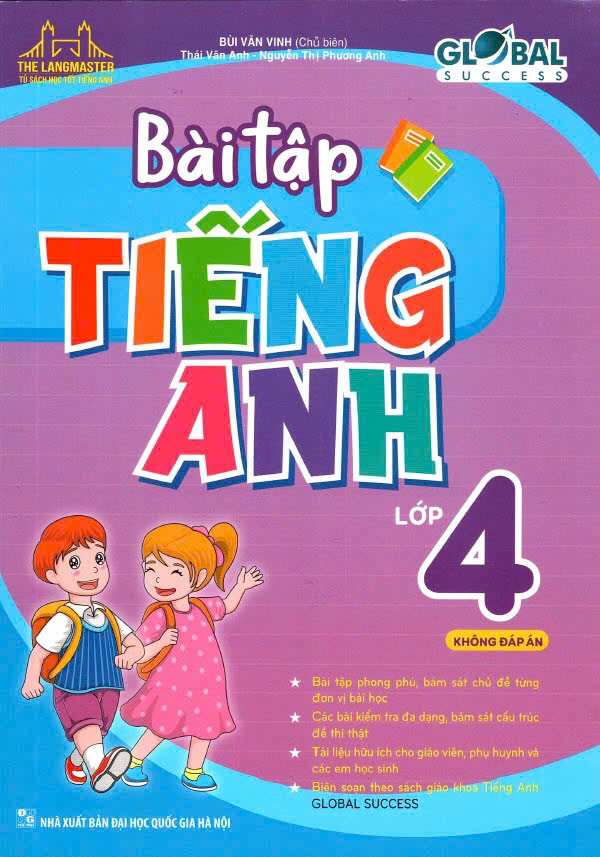 THE LANGMASTER
TỦ SÁCH HỌC TỐT TIẾNG ANH
BÙI VĂN VINH (Chủ biên)
Thái Vân Anh - Nguyễn Thị Phương Anh
GLOBAL
SUCCESS
Bài tập
TIẾNG
ANH
LỚP
4
KHÔNG ĐÁP ÁN
★ Bài tập phong phú, bám sát chủ đề từng
đơn vị bài học
★ Các bài kiểm tra đa dạng, bám sát cấu trúc
đề thi thật
★ Tài liệu hữu ích cho giáo viên, phụ huynh và
các em học sinh
★ Biên soạn theo sách giáo khoa Tiếng Anh
GLOBAL SUCCESS
NHÀ XUẤT BẢN ĐẠI HỌC QUỐC GIA HÀ NỘI